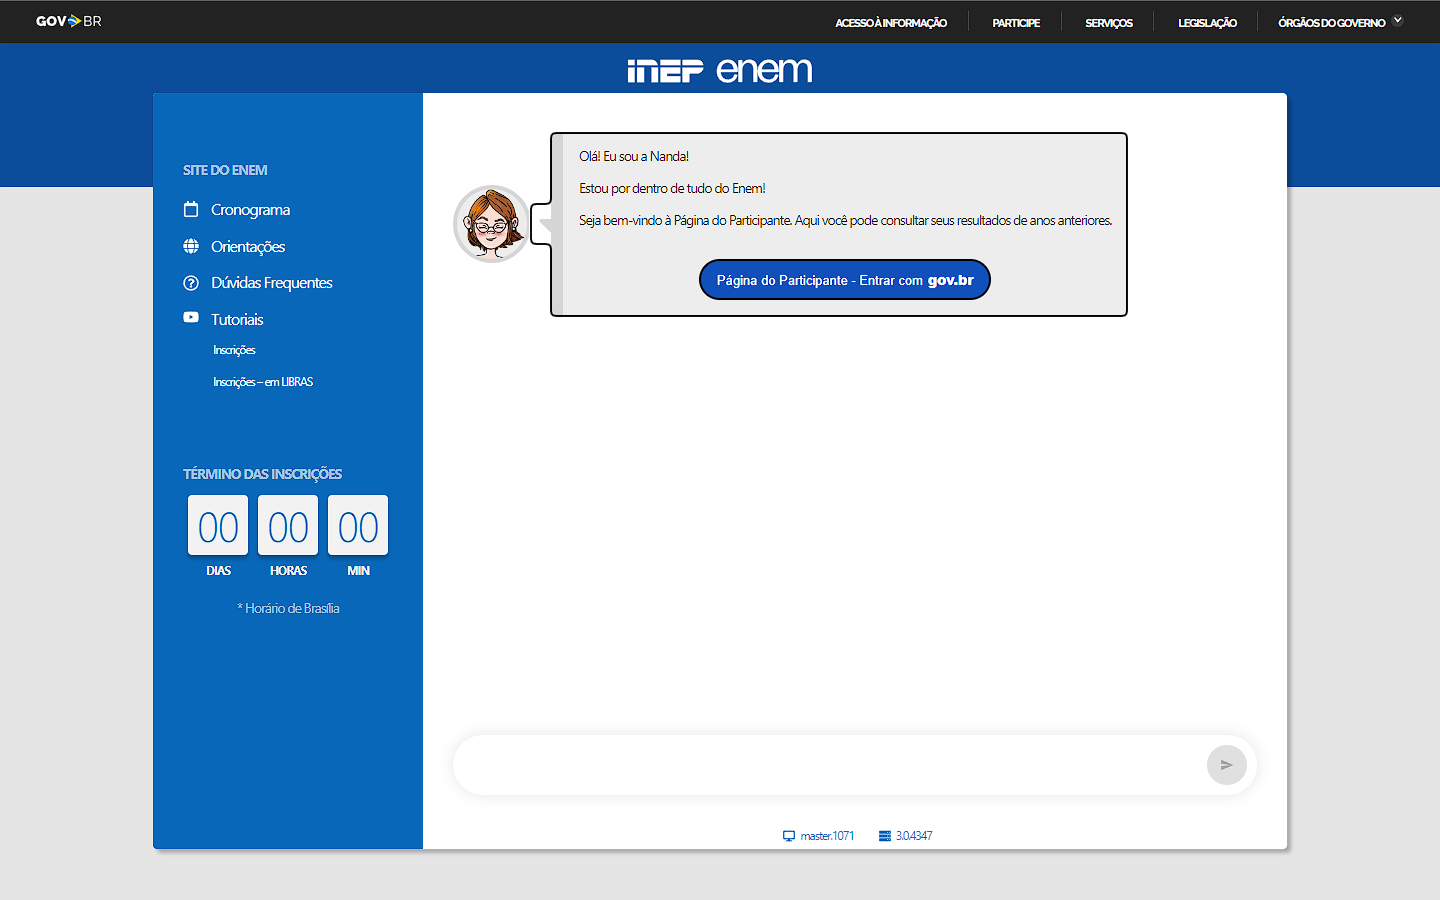 GOV BR
ACESSO À INFORMAÇÃO
PARTICIPE
SERVIÇOS
LEGISLAÇÃO
ÓRGÃOS DO GOVERNO
inep enem
SITE DO ENEM
Cronograma
Orientações
Dúvidas Frequentes
Tutoriais
Inscrições
Inscrições – em LIBRAS
TÉRMINO DAS INSCRIÇÕES
00 00 00
DIAS HORAS MIN
* Horário de Brasília
Olá! Eu sou a Nanda!
Estou por dentro de tudo do Enem!
Seja bem-vindo à Página do Participante. Aqui você pode consultar seus resultados de anos anteriores.
Página do Participante - Entrar com gov.br
master.1071
3.0.4347